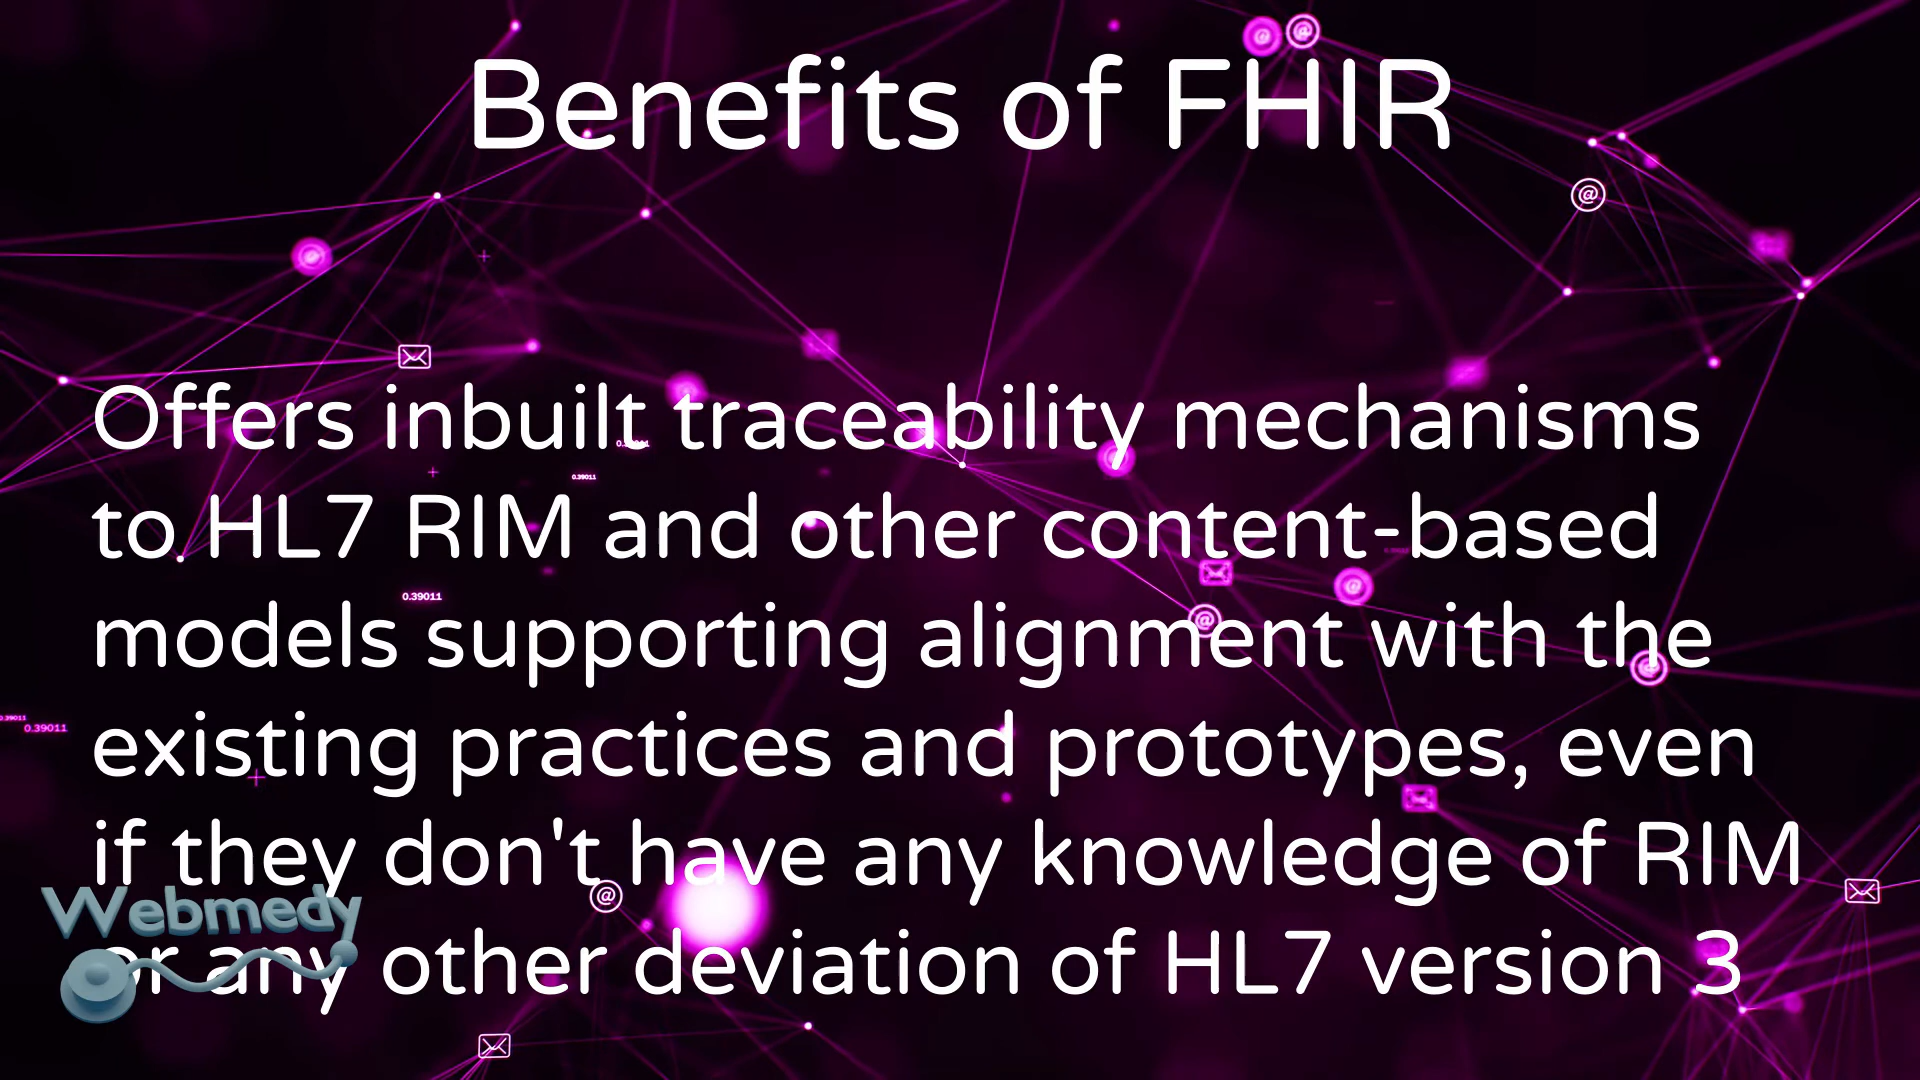 Benefits of FHIR
Offers inbuilt traceability mechanisms
to HL7 RIM and other content-based
models supporting alignment with the
existing practices and prototypes, even
if they don't have any knowledge of RIM
or any other deviation of HL7 version 3
Webmedy
0.39011
0.39011
0.39011
0.39011